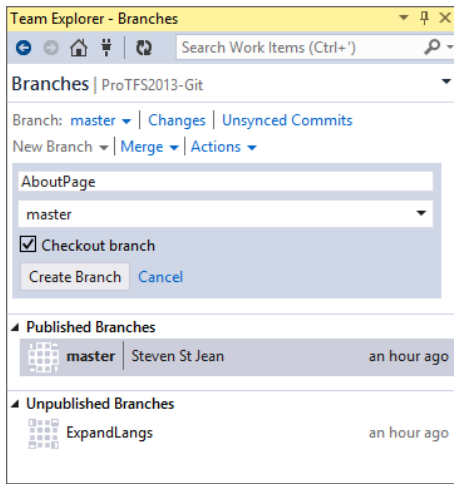 Team Explorer - Branches
Search Work Items (Ctrl+')
Branches | ProTFS2013-Git
Branch: master | Changes | Unsynced Commits
New Branch | Merge | Actions
AboutPage
master
Checkout branch
Create Branch Cancel
Published Branches
master | Steven St Jean an hour ago
Unpublished Branches
ExpandLangs an hour ago